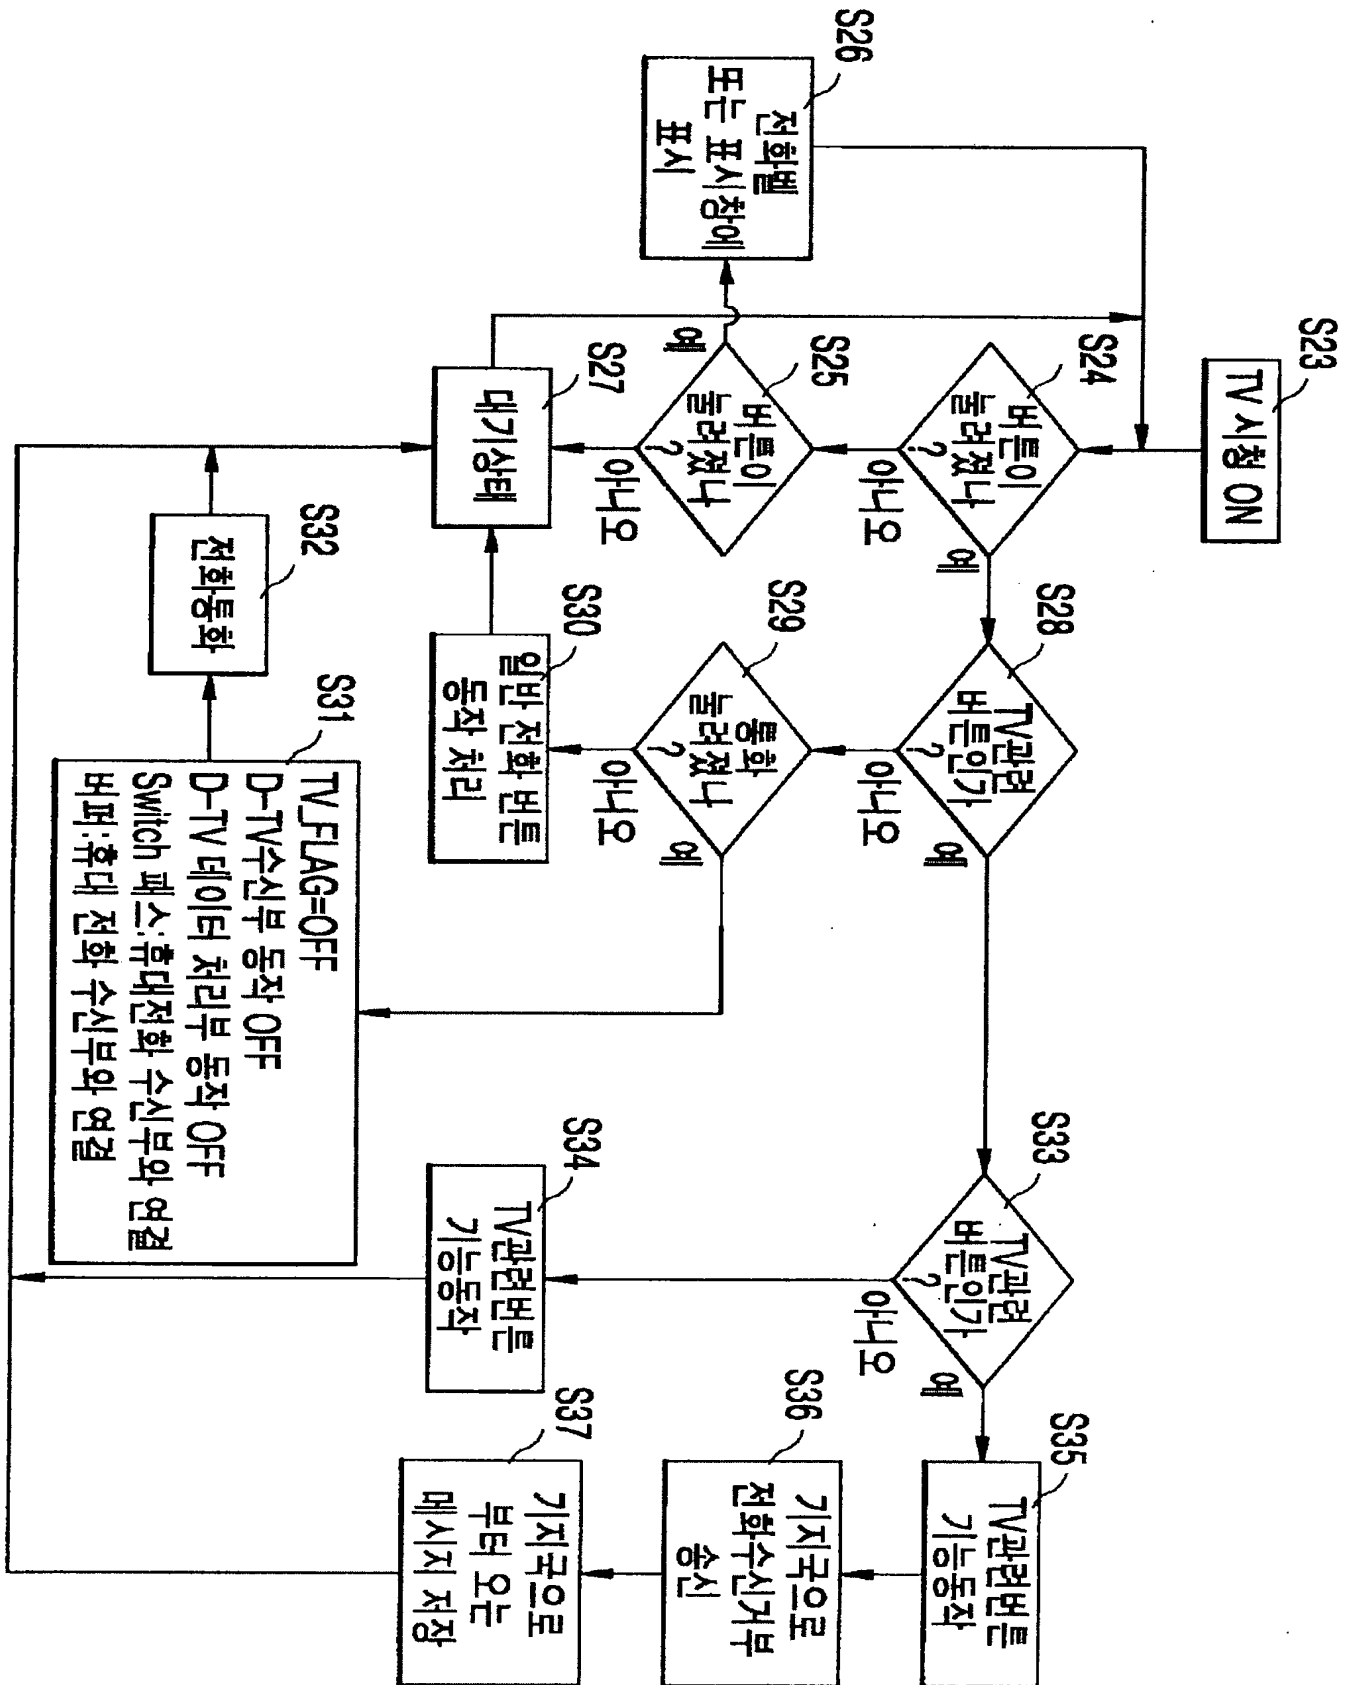 S23
TV 시청 ON
S24
버튼이
눌러졌나
?
아니요
예
S25
버튼이
눌러졌나
?
아니요
예
S26
전화벨
또는 표시창에
표시
S27
대기상태
S28
TV관련
버튼인가
?
아니요
예
S29
통화
눌러졌나
?
아니요
예
S30
일반 전화 버튼
동작 처리
S31
TV_FLAG=OFF
D-TV수신부 동작 OFF
D-TV 데이터 처리부 동작 OFF
Switch 패스:휴대전화 수신부와 연결
버퍼:휴대 전화 수신부와 연결
S32
전화통화
S33
TV관련
버튼인가
?
아니요
예
S34
TV관련버튼
기능동작
S35
TV관련버튼
기능동작
S36
기지국으로
전화수신거부
송신
S37
기지국으로
부터 오는
메시지 저장